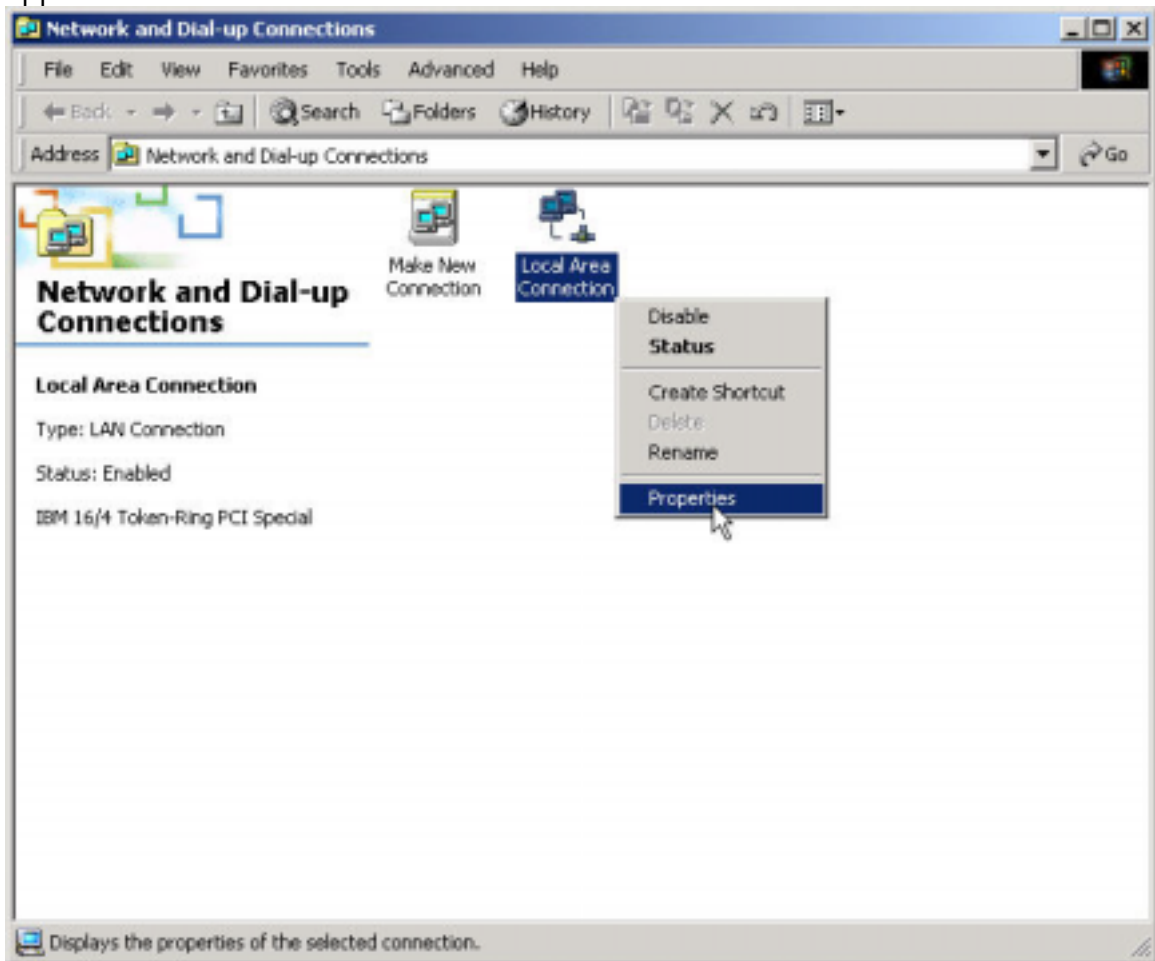 Network and Dial-up Connections
File Edit View Favorites Tools Advanced Help
Back Search Folders History
Address Network and Dial-up Connections Go
Make New Connection
Local Area Connection
Network and Dial-up
Connections
Local Area Connection
Type: LAN Connection
Status: Enabled
IBM 16/4 Token-Ring PCI Special
Disable
Status
Create Shortcut
Delete
Rename
Properties
Displays the properties of the selected connection.